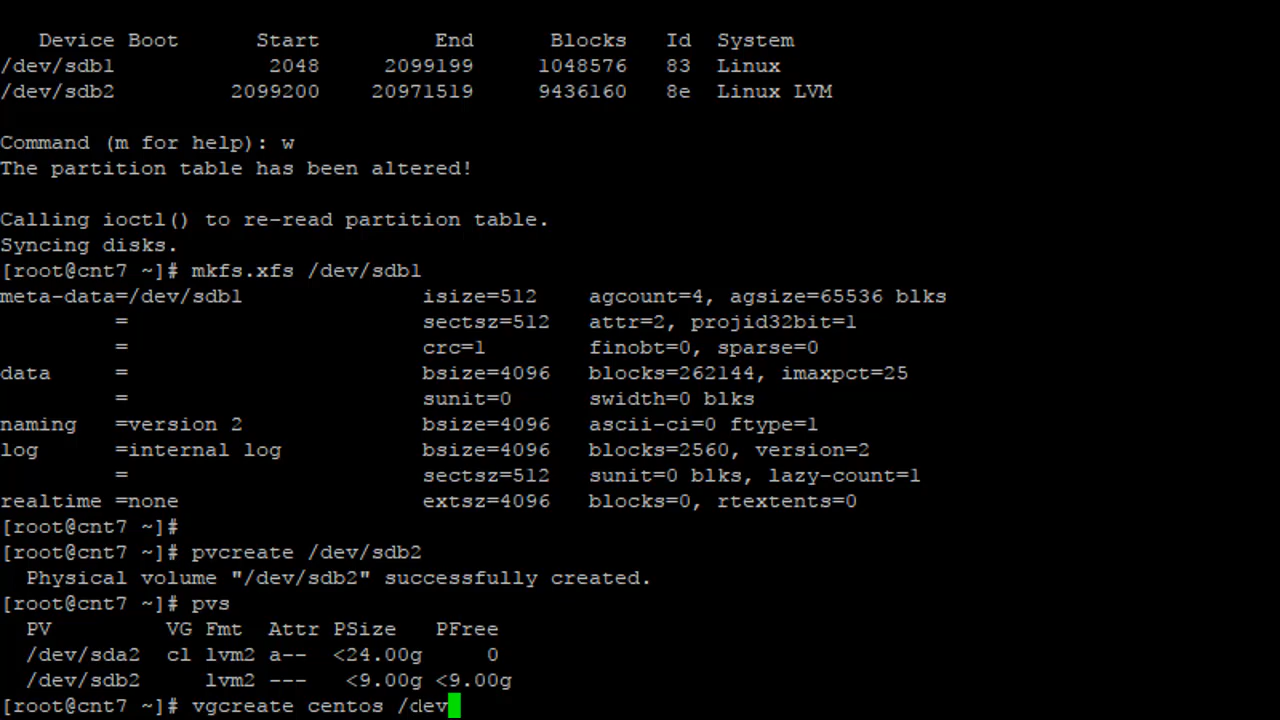 Device Boot Start End Blocks Id System
/dev/sdb1 2048 2099199 1048576 83 Linux
/dev/sdb2 2099200 20971519 9436160 8e Linux LVM
Command (m for help): w
The partition table has been altered!
Calling ioctl() to re-read partition table.
Syncing disks.
[root@cnt7 ~]# mkfs.xfs /dev/sdb1
meta-data=/dev/sdb1 isize=512 agcount=4, agsize=65536 blks
= sectsz=512 attr=2, projid32bit=1
= crc=1 finobt=0, sparse=0
data = bsize=4096 blocks=262144, imaxpct=25
= sunit=0 swidth=0 blks
naming =version 2 bsize=4096 ascii-ci=0 ftype=1
log =internal log bsize=4096 blocks=2560, version=2
= sectsz=512 sunit=0 blks, lazy-count=1
realtime =none extsz=4096 blocks=0, rtextents=0
[root@cnt7 ~]#
[root@cnt7 ~]# pvcreate /dev/sdb2
Physical volume "/dev/sdb2" successfully created.
[root@cnt7 ~]# pvs
PV VG Fmt Attr PSize PFree
/dev/sda2 cl lvm2 a-- <24.00g 0
/dev/sdb2 lvm2 --- <9.00g <9.00g
[root@cnt7 ~]# vgcreate centos /dev